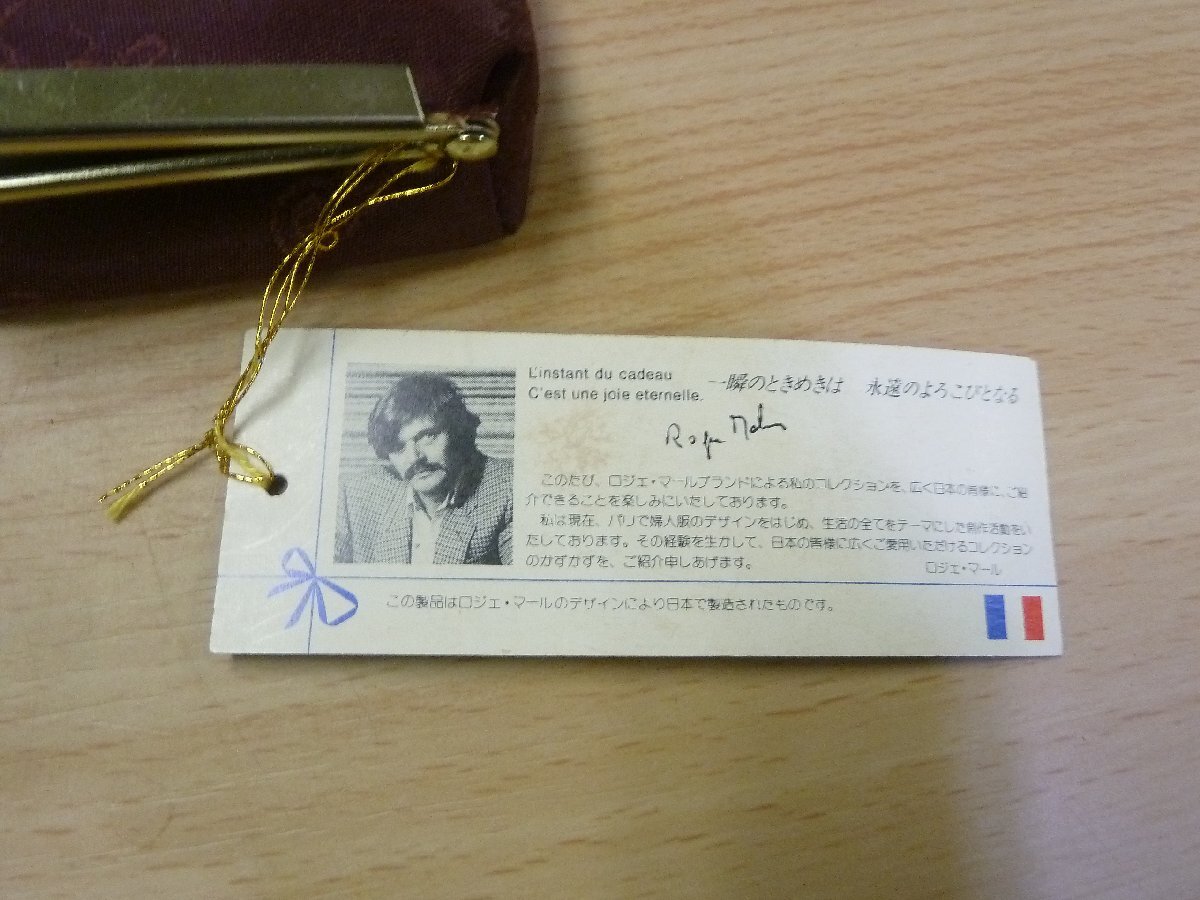 L'instant du cadeau
C'est une joie eternelle.
一瞬のときめきは 永遠のよろこびとなる
このたび、ロジェ・マールブランドによる私のコレクションを、広く日本の皆様に、ご紹
介できることを楽しみにいたしております。
私は現在、パリで婦人服のデザインをはじめ、生活の全てをテーマにした創作活動をい
たしております。その経験を生かして、日本の皆様に広くご愛用いただけるコレクション
のかずかずを、ご紹介申しあげます。
ロジェ・マール
この製品はロジェ・マールのデザインにより日本で製造されたものです。